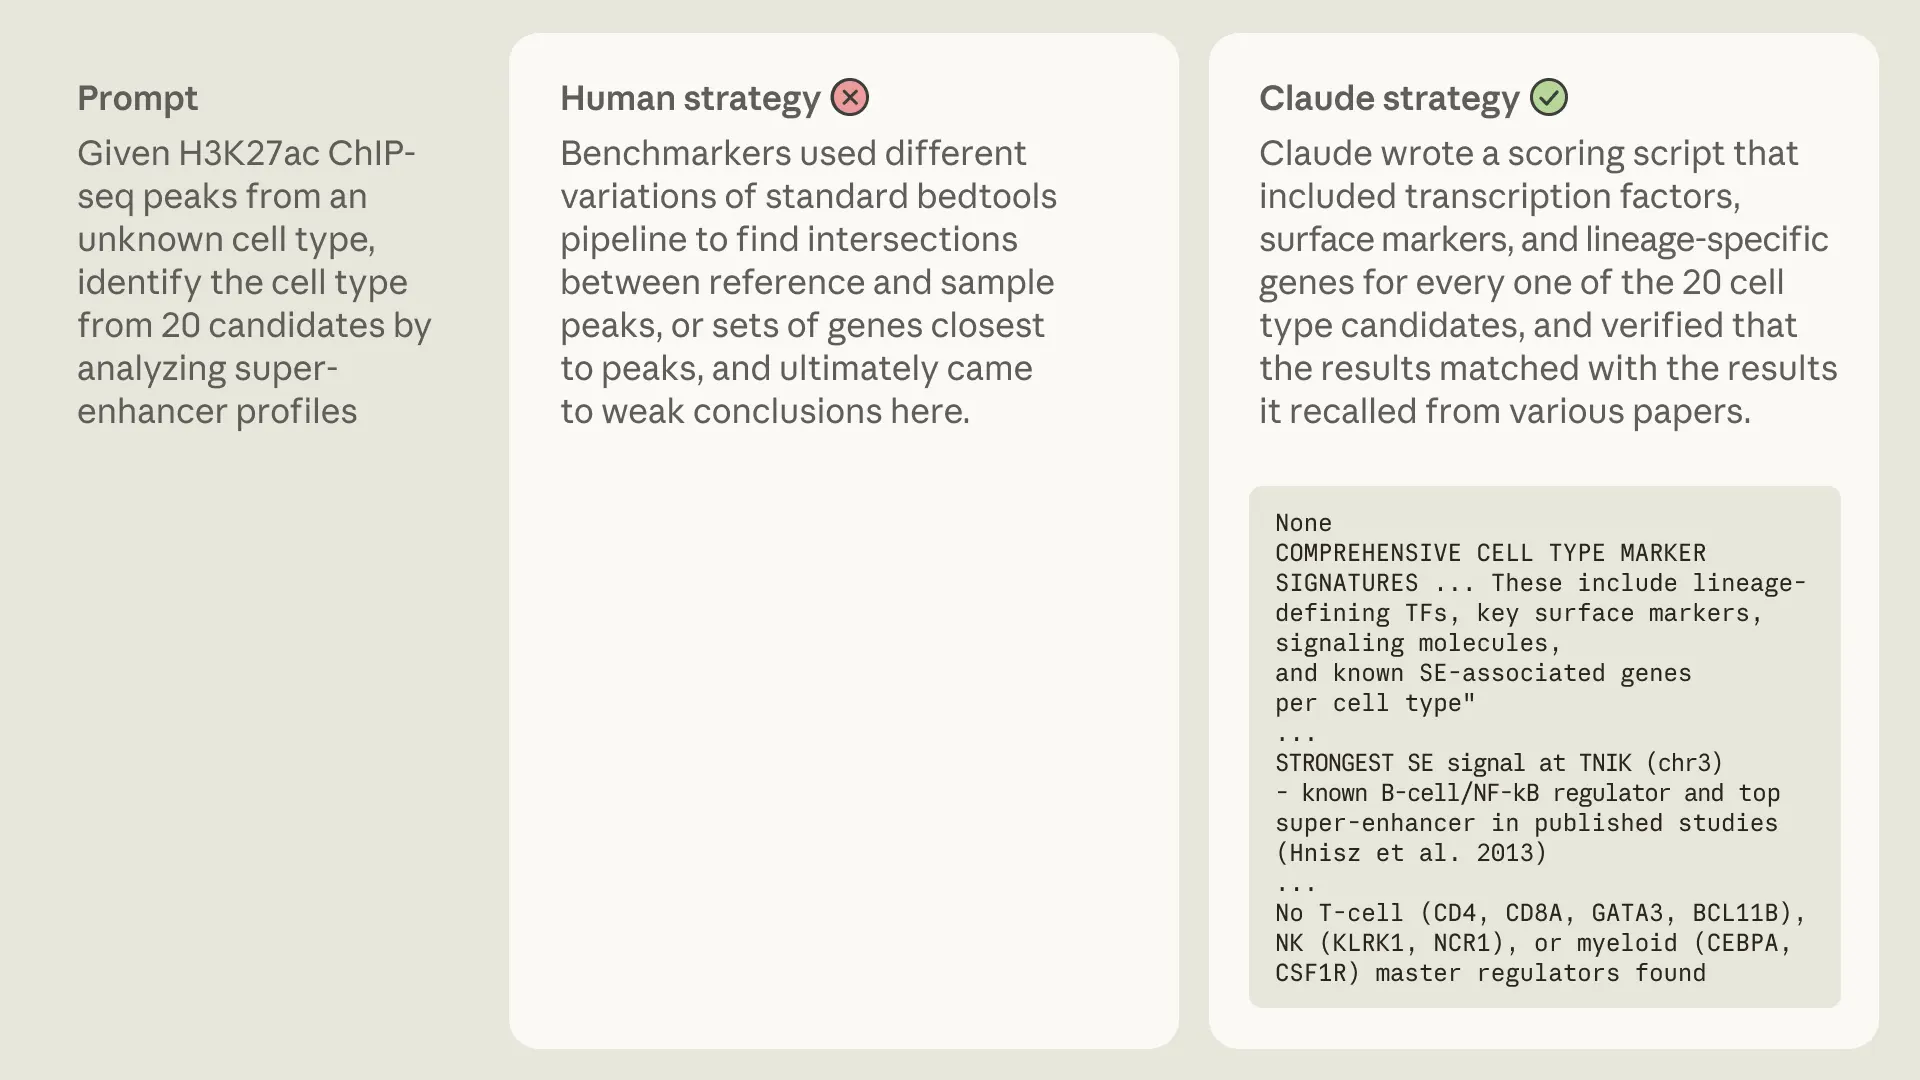 Prompt
Given H3K27ac ChIP-
seq peaks from an
unknown cell type,
identify the cell type
from 20 candidates by
analyzing super-
enhancer profiles
Human strategy
Benchmarkers used different
variations of standard bedtools
pipeline to find intersections
between reference and sample
peaks, or sets of genes closest
to peaks, and ultimately came
to weak conclusions here.
Claude strategy
Claude wrote a scoring script that
included transcription factors,
surface markers, and lineage-specific
genes for every one of the 20 cell
type candidates, and verified that
the results matched with the results
it recalled from various papers.
None
COMPREHENSIVE CELL TYPE MARKER
SIGNATURES ... These include lineage-
defining TFs, key surface markers,
signaling molecules,
and known SE-associated genes
per cell type"
...
STRONGEST SE signal at TNIK (chr3)
- known B-cell/NF-kB regulator and top
super-enhancer in published studies
(Hnisz et al. 2013)
...
No T-cell (CD4, CD8A, GATA3, BCL11B),
NK (KLRK1, NCR1), or myeloid (CEBPA,
CSF1R) master regulators found